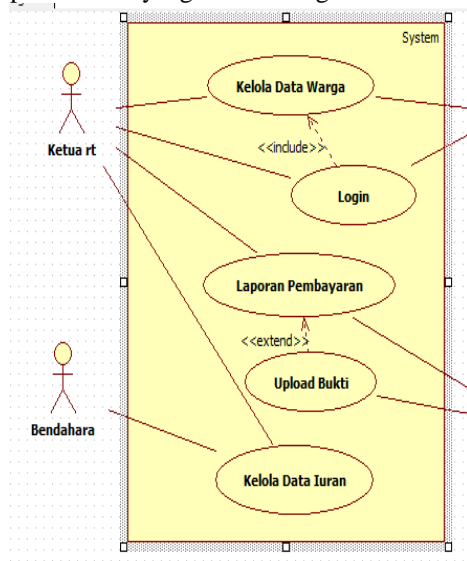 System
Kelola Data Warga
Ketua rt
<<include>>
Login
Laporan Pembayaran
<<extend>>
Upload Bukti
Bendahara
Kelola Data Iuran